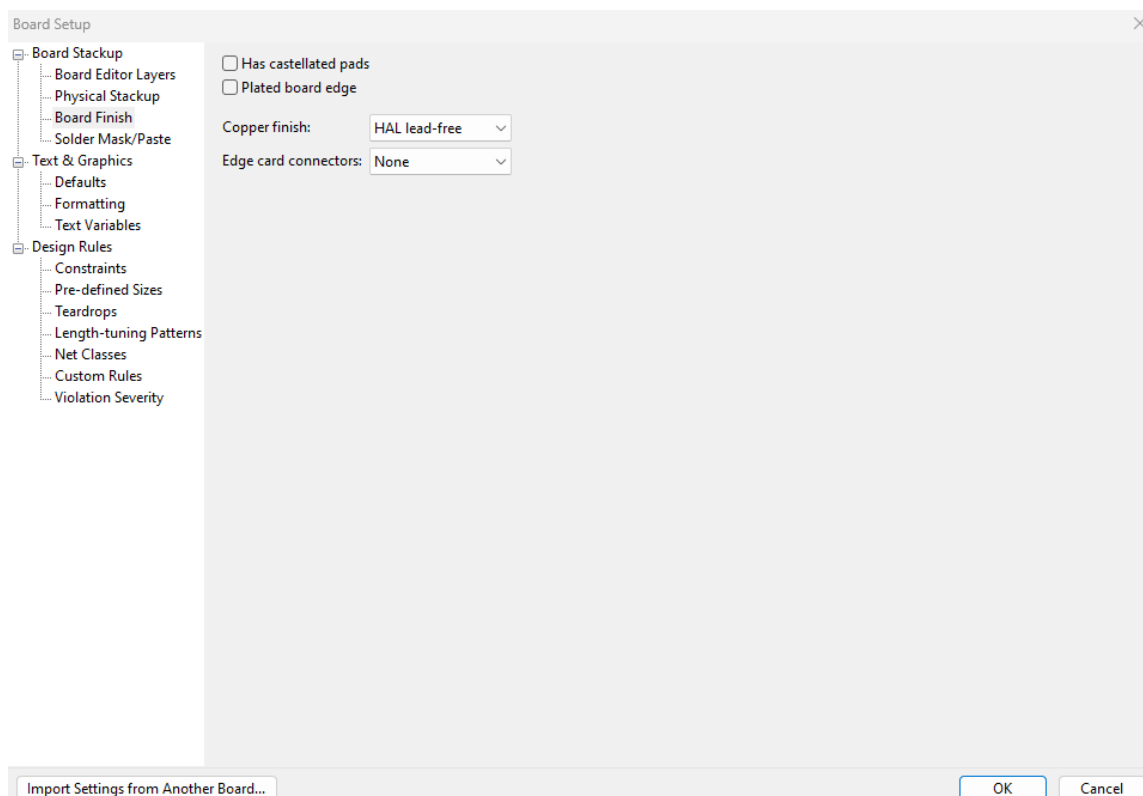 Board Setup
Board Stackup
Board Editor Layers
Physical Stackup
Board Finish
Solder Mask/Paste
Text & Graphics
Defaults
Formatting
Text Variables
Design Rules
Constraints
Pre-defined Sizes
Teardrops
Length-tuning Patterns
Net Classes
Custom Rules
Violation Severity
Has castellated pads
Plated board edge
Copper finish: HAL lead-free
Edge card connectors: None
Import Settings from Another Board...
OK Cancel